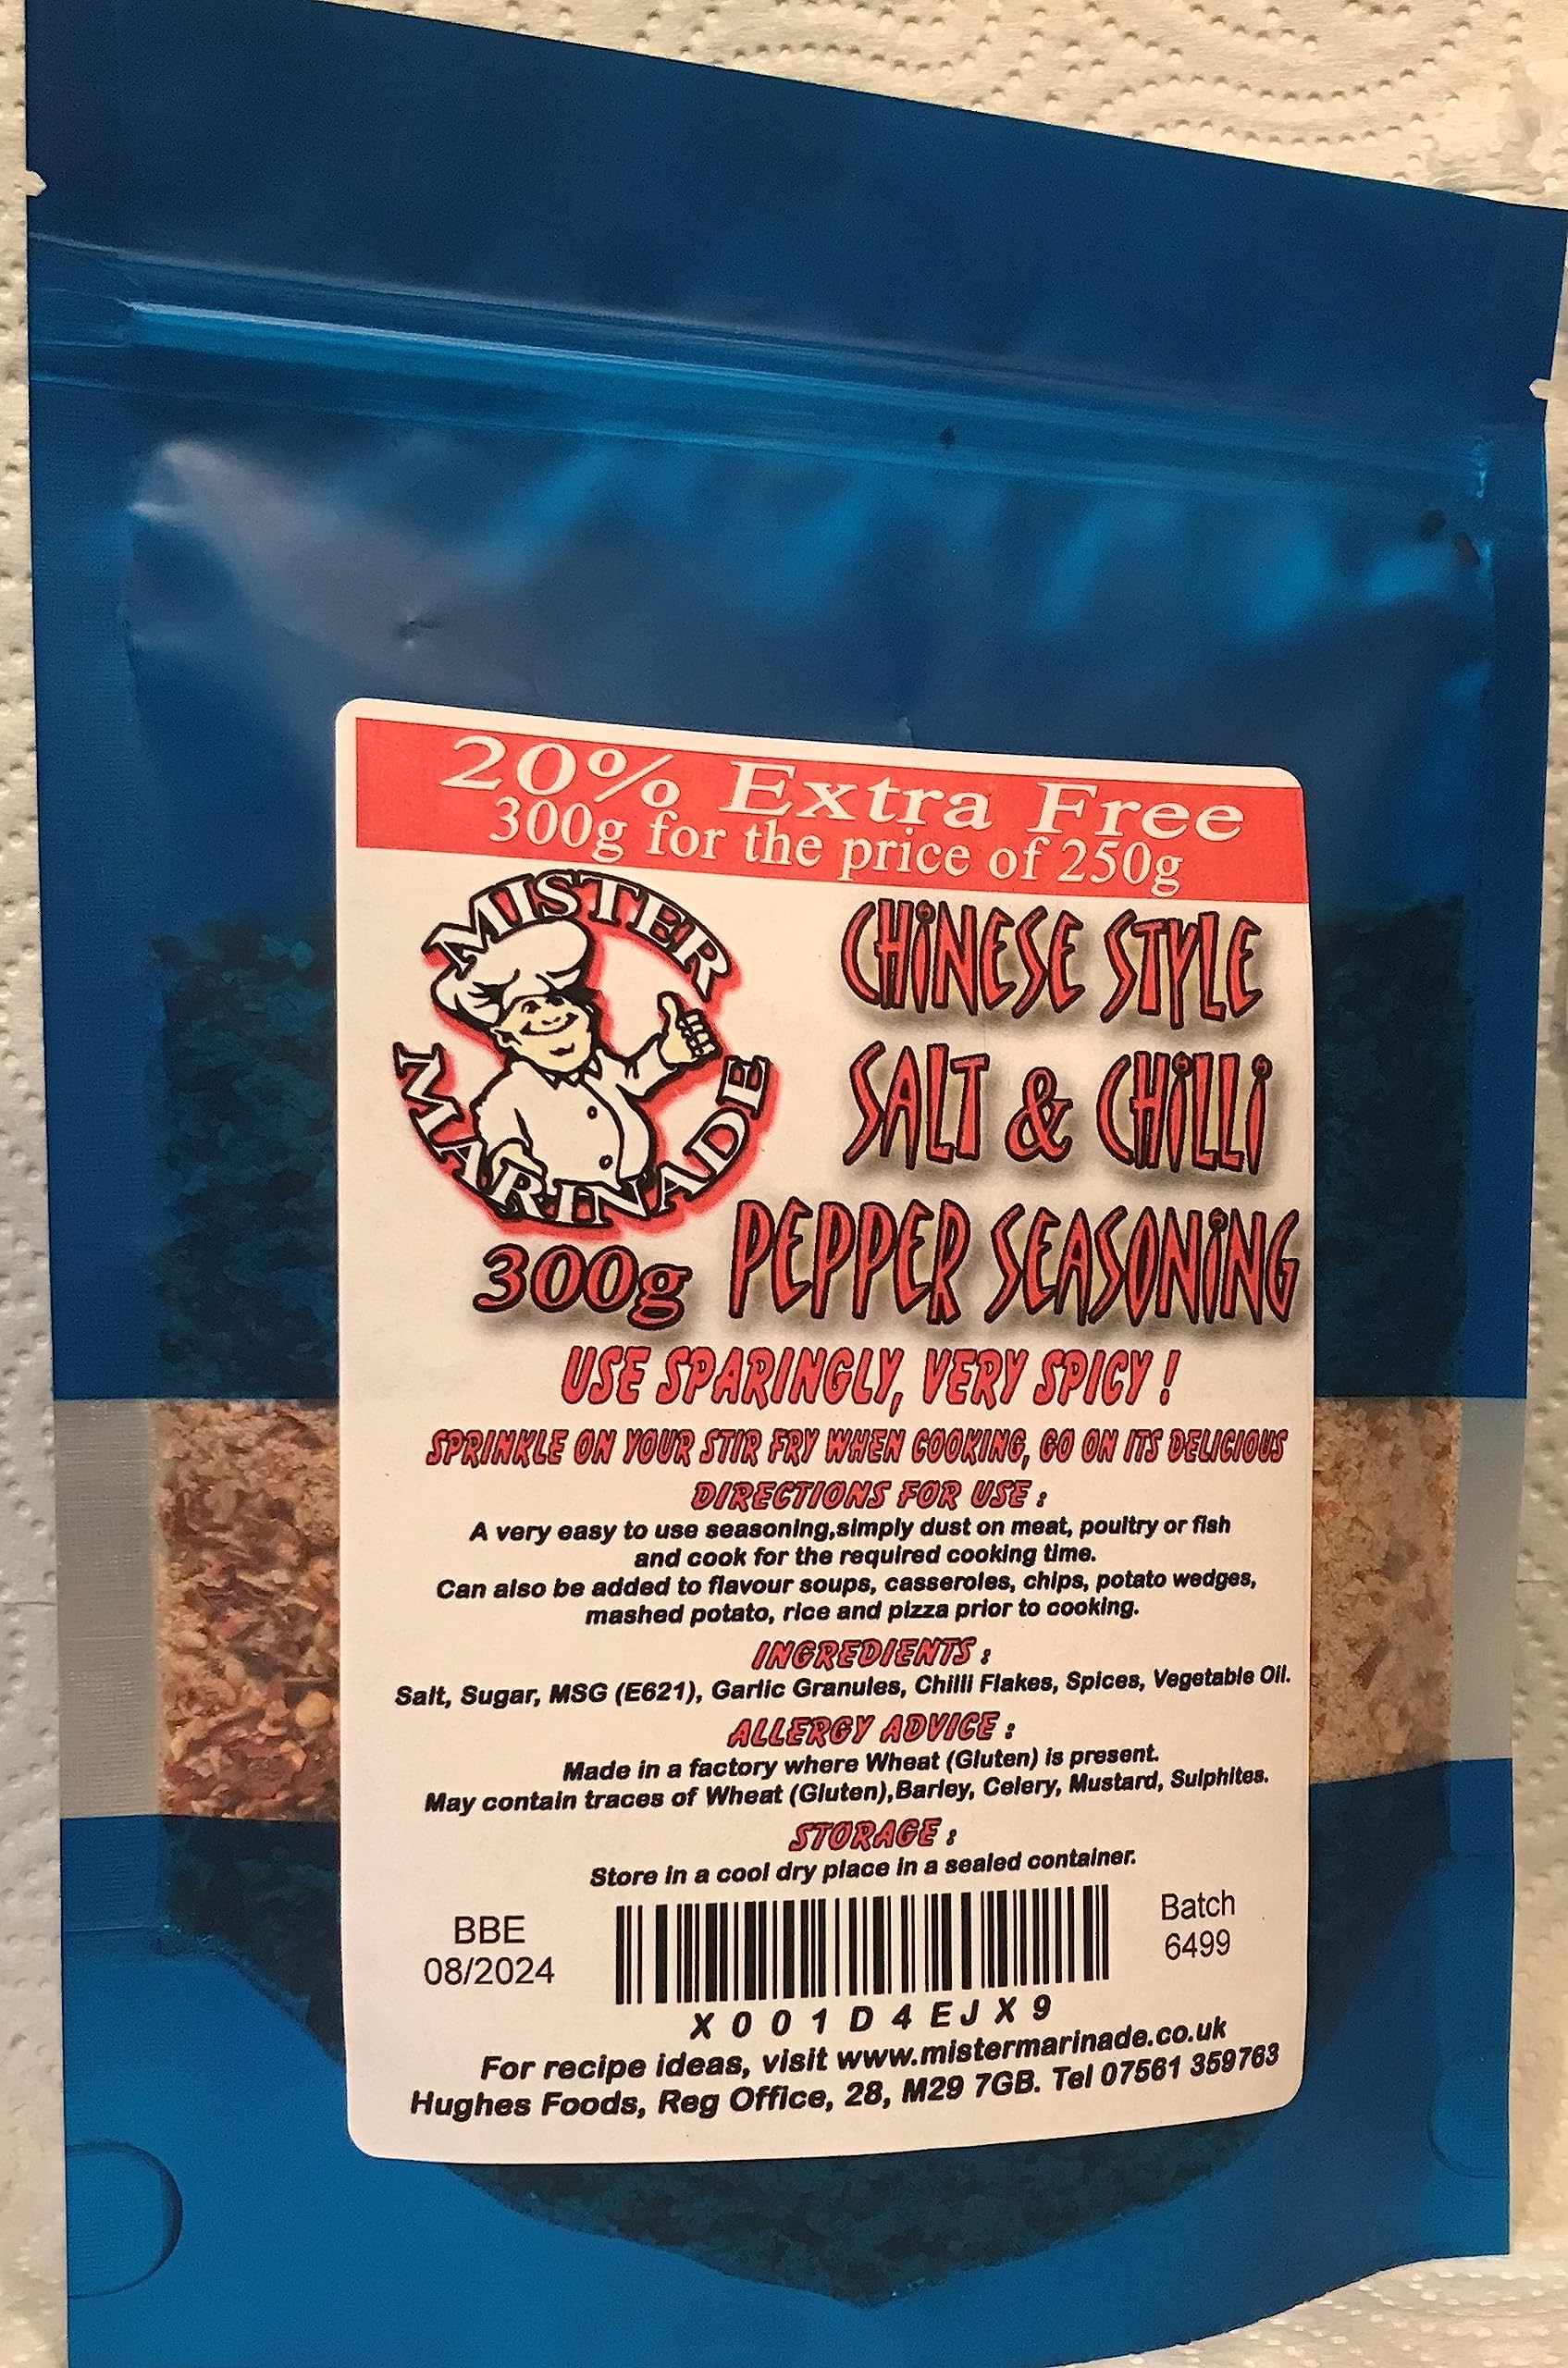 20% Extra Free
300g for the price of 250g
MISTER
MARINADE
CHINESE STYLE
SALT & CHILLI
PEPPER SEASONING
300g
USE SPARINGLY, VERY SPICY !
SPRINKLE ON YOUR STIR FRY WHEN COOKING, GO ON ITS DELICIOUS
DIRECTIONS FOR USE :
A very easy to use seasoning,simply dust on meat, poultry or fish
and cook for the required cooking time.
Can also be added to flavour soups, casseroles, chips, potato wedges,
mashed potato, rice and pizza prior to cooking.
INGREDIENTS :
Salt, Sugar, MSG (E621), Garlic Granules, Chilli Flakes, Spices, Vegetable Oil.
ALLERGY ADVICE :
Made in a factory where Wheat (Gluten) is present.
May contain traces of Wheat (Gluten),Barley, Celery, Mustard, Sulphites.
STORAGE :
Store in a cool dry place in a sealed container.
BBE
08/2024
Batch
6499
X001D4EJX9
For recipe ideas, visit www.mistermarinade.co.uk
Hughes Foods, Reg Office, 28, M29 7GB. Tel 07561 359763